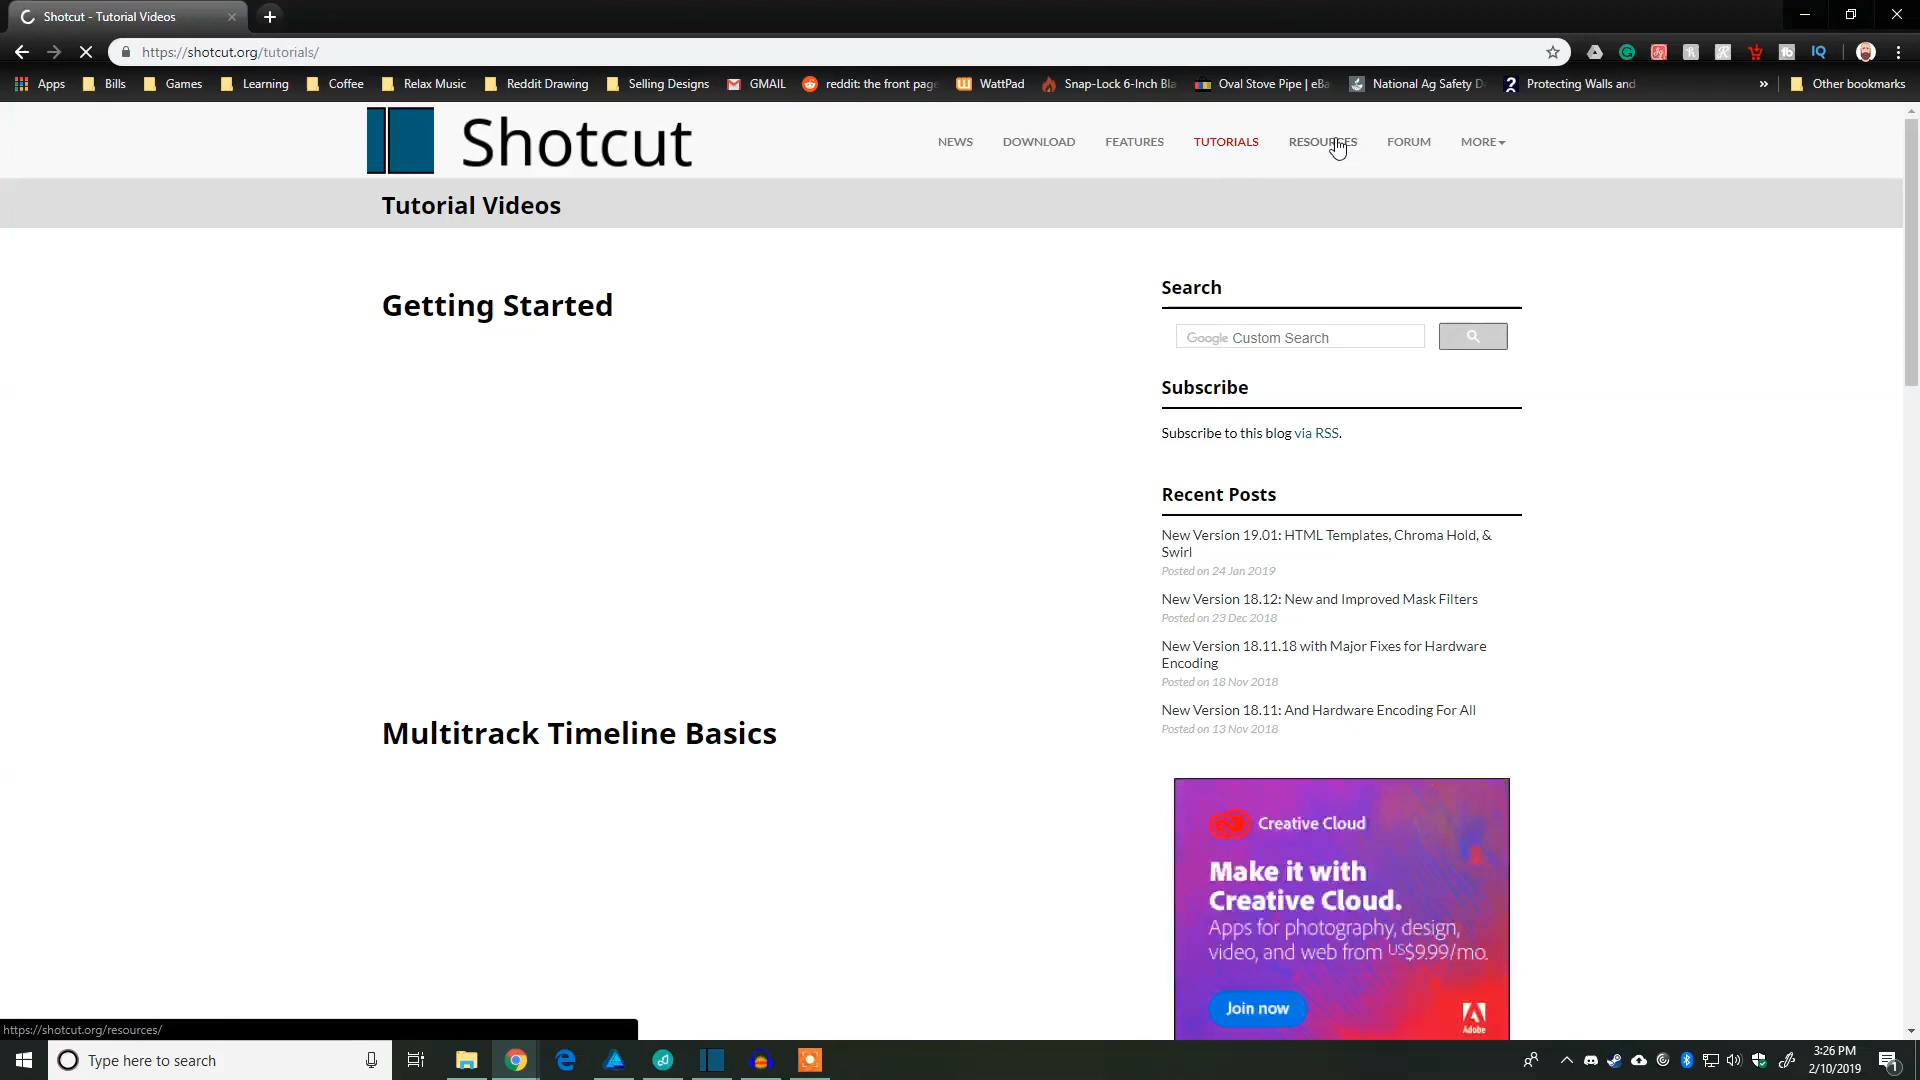 Shotcut - Tutorial Videos
https://shotcut.org/tutorials/
Apps Bills Games Learning Coffee Relax Music Reddit Drawing Selling Designs GMAIL reddit: the front page WattPad Snap-Lock 6-Inch Bla Oval Stove Pipe | eBa National Ag Safety D Protecting Walls and » Other bookmarks
Shotcut
NEWS DOWNLOAD FEATURES TUTORIALS RESOURCES FORUM MORE
Tutorial Videos
Getting Started
Search
Google Custom Search
Subscribe
Subscribe to this blog via RSS.
Recent Posts
New Version 19.01: HTML Templates, Chroma Hold, &
Swirl
Posted on 24 Jan 2019
New Version 18.12: New and Improved Mask Filters
Posted on 23 Dec 2018
New Version 18.11.18 with Major Fixes for Hardware
Encoding
Posted on 18 Nov 2018
New Version 18.11: And Hardware Encoding For All
Posted on 13 Nov 2018
Multitrack Timeline Basics
Creative Cloud
Make it with
Creative Cloud.
Apps for photography, design,
video, and web from US$9.99/mo.
Join now
Adobe
https://shotcut.org/resources/
Type here to search
3:26 PM
2/10/2019
1